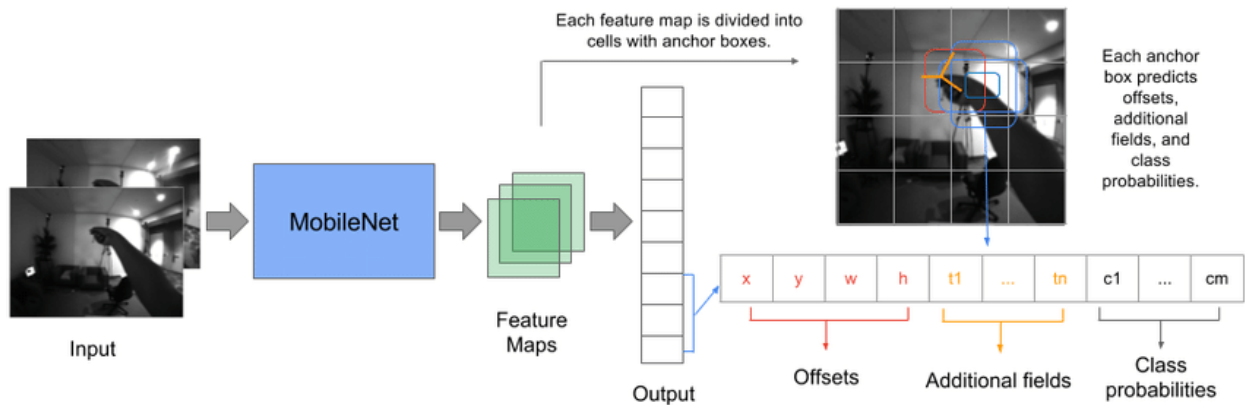 Each feature map is divided into
cells with anchor boxes.
Each anchor
box predicts
offsets,
additional
fields, and
class
probabilities.
MobileNet
Input
Feature
Maps
Output
x y w h t1 ... tn c1 ... cm
Offsets
Additional fields
Class
probabilities